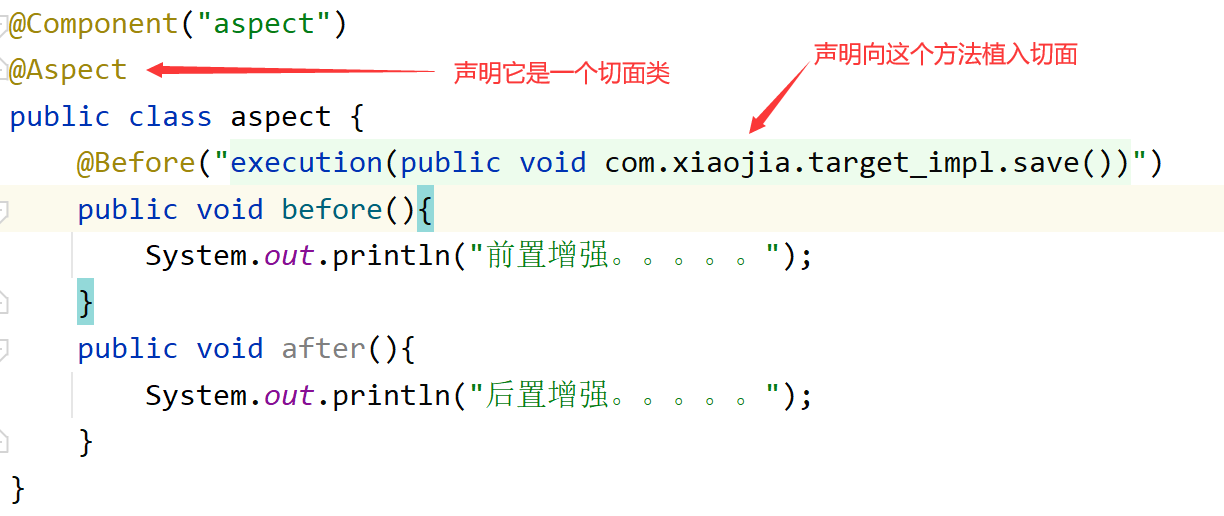 @Component("aspect")
声明向这个方法植入切面
@Aspect
声明它是一个切面类
public class aspect {
@Before("execution(public void com.xiaojia.target_impl.save())")
public void before(){
System.out.println("前置增强。。。。。");
}
public void after(){
System.out.println("后置增强。。。。。");
}
}